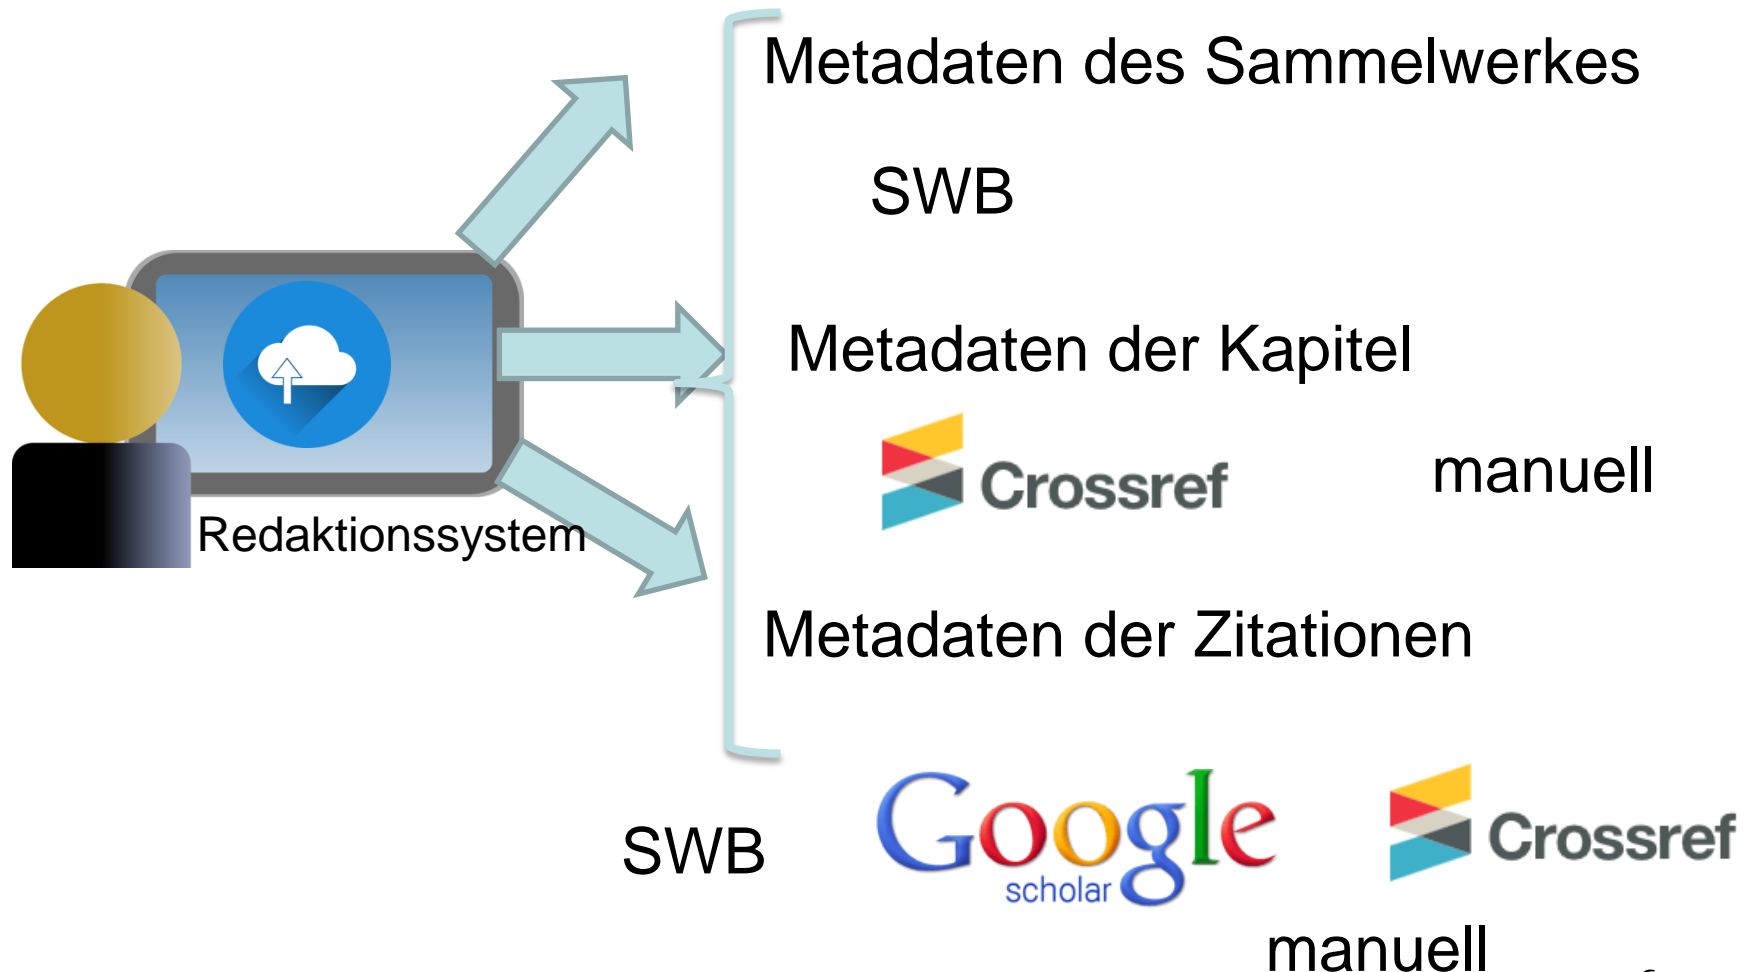 Metadaten des Sammelwerkes
SWB
Metadaten der Kapitel
Crossref
manuell
Redaktionssystem
Metadaten der Zitationen
SWB
Google
scholar
Crossref
manuell